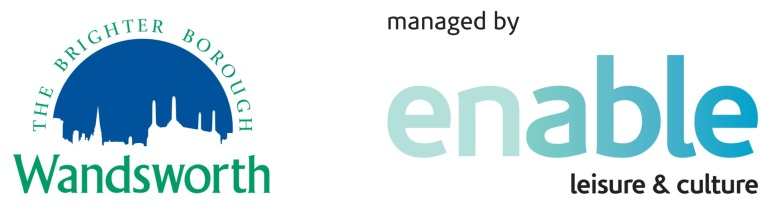 THE BRIGHTER BOROUGH
Wandsworth
managed by
enable
leisure & culture